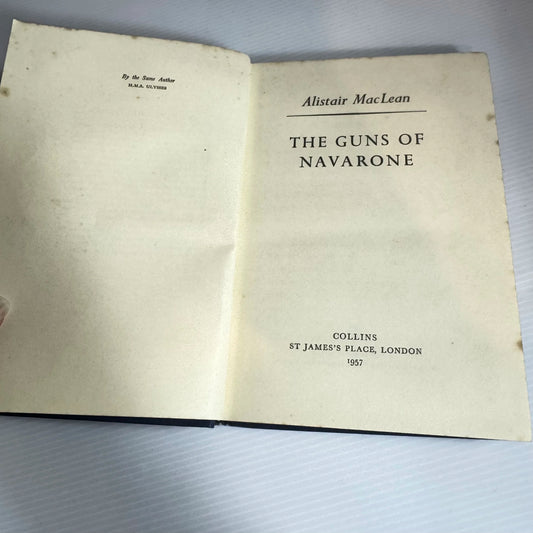 By the Same Author
H.M.S. ULYSSES
Alistair MacLean
THE GUNS OF
NAVARONE
COLLINS
ST JAMES'S PLACE, LONDON
1957